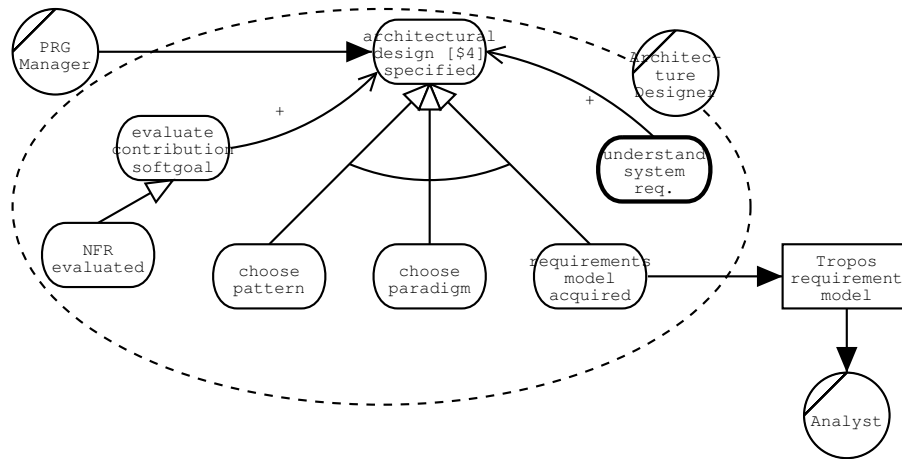 PRG
Manager
architectural
design [$4]
specified
Architec-
ture
Designer
+
+
evaluate
contribution
softgoal
understand
system
req.
NFR
evaluated
choose
pattern
choose
paradigm
requirements
model
acquired
Tropos
requirement
model
Analyst